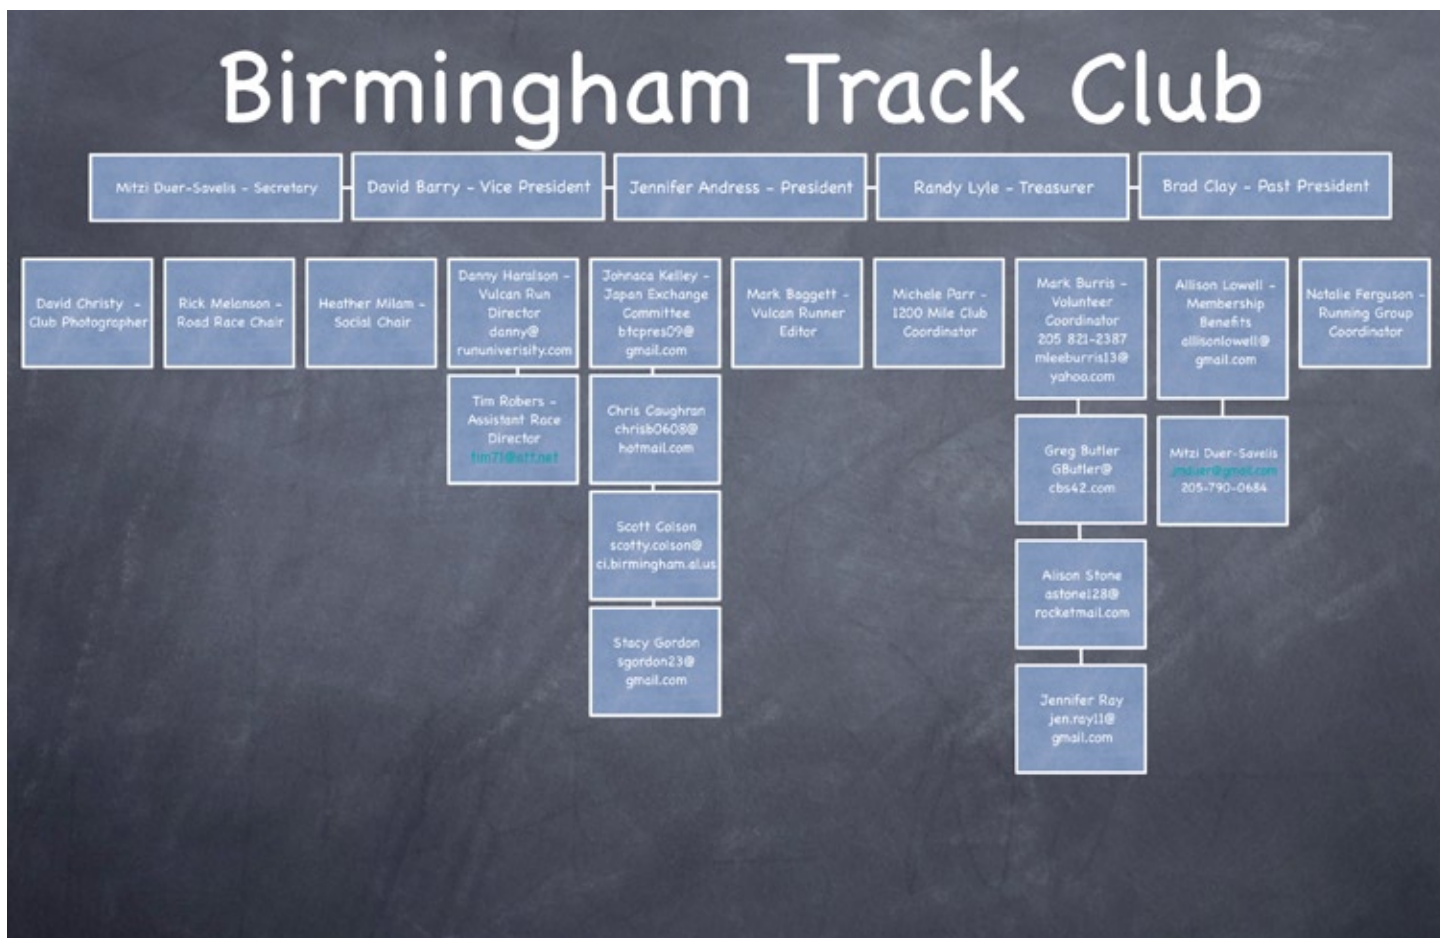 Birmingham Track Club
Mitzi Duer-Savelis - Secretary
David Barry - Vice President
Jennifer Andress - President
Randy Lyle - Treasurer
Brad Clay - Past President
David Christy -
Club Photographer
Rick Melanson -
Road Race Chair
Heather Milam -
Social Chair
Danny Haralson -
Vulcan Run
Director
danny@
rununiverisity.com
Tim Robers -
Assistant Race
Director
tim71@att.net
Johnaca Kelley -
Japan Exchange
Committee
btcpres09@
gmail.com
Chris Caughran
chrisb0608@
hotmail.com
Scott Colson
scotty.colson@
ci.birmingham.al.us
Stacy Gordon
sgordon23@
gmail.com
Mark Baggett -
Vulcan Runner
Editor
Michele Parr -
1200 Mile Club
Coordinator
Mark Burris -
Volunteer
Coordinator
205 821-2387
mleeburris13@
yahoo.com
Greg Butler
GButler@
cbs42.com
Alison Stone
astone128@
rocketmail.com
Jennifer Ray
jen.ray11@
gmail.com
Allison Lowell -
Membership
Benefits
allisonlowell@
gmail.com
Mitzi Duer-Savelis
jmduer@gmail.com
205-790-0684
Natalie Ferguson -
Running Group
Coordinator